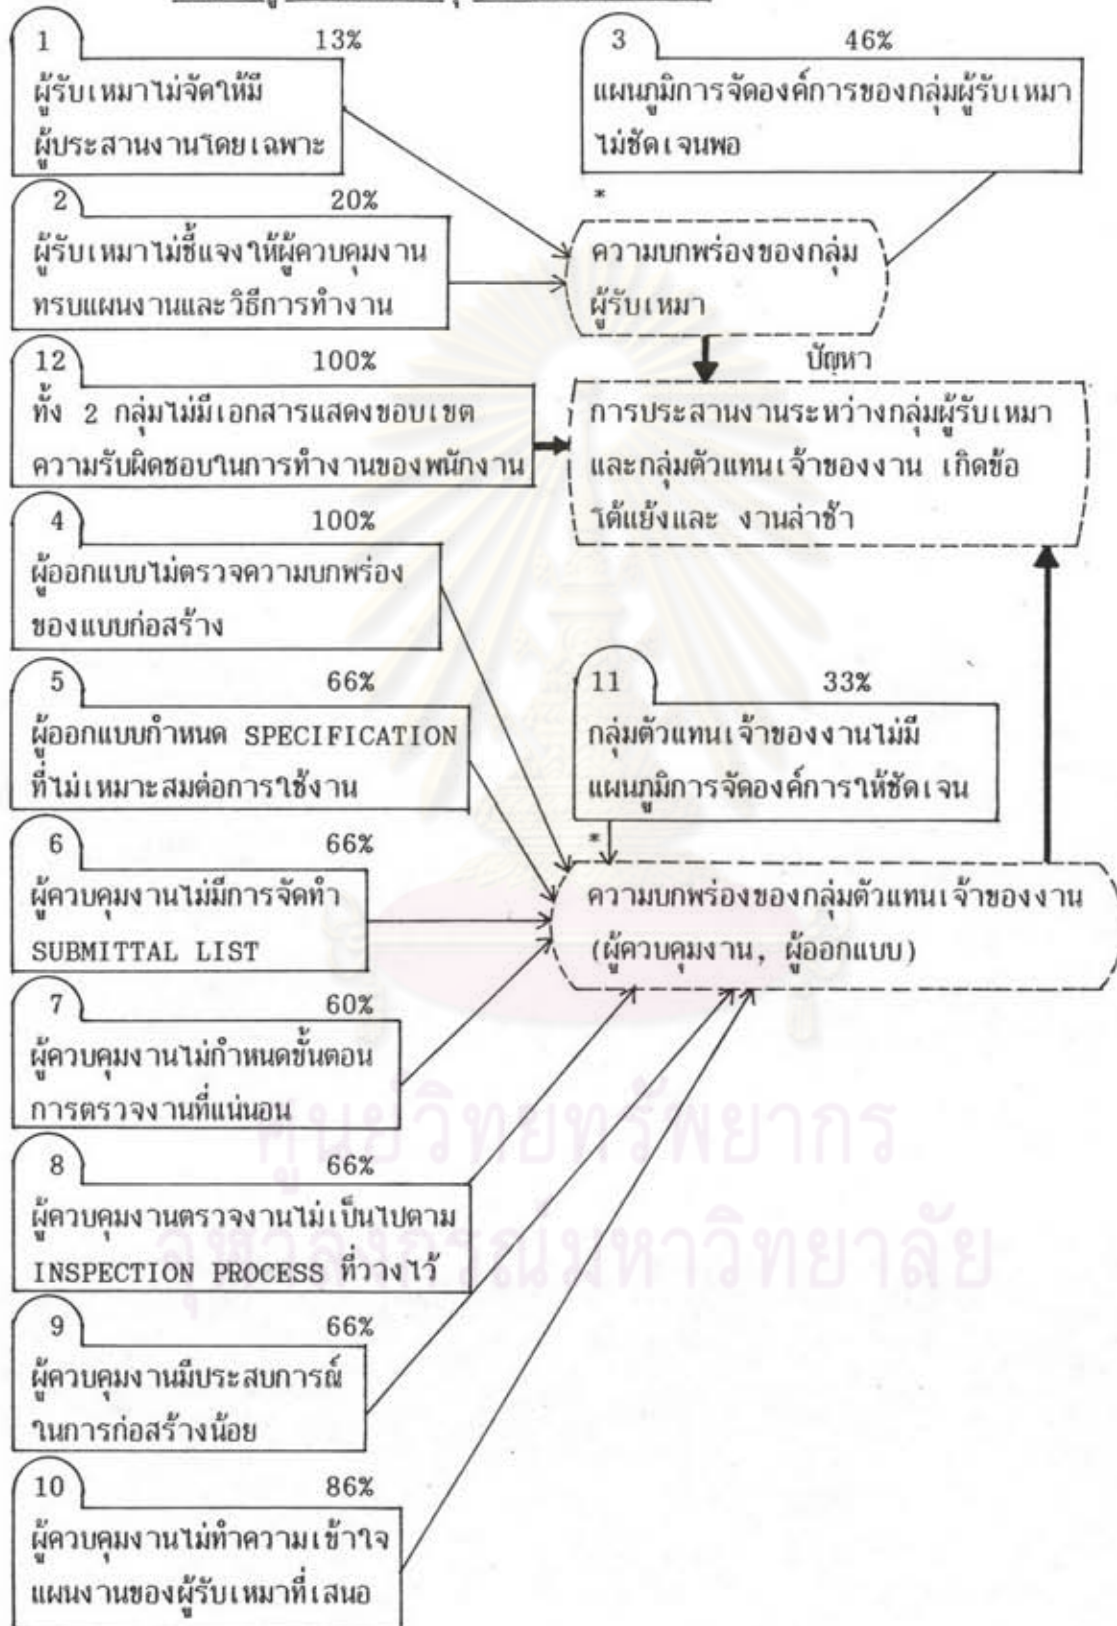 1 13%
ผู้รับเหมาไม่จัดให้มี
ผู้ประสานงานโดยเฉพาะ
3 46%
แผนภูมิการจัดองค์การของกลุ่มผู้รับเหมา
ไม่ชัดเจนพอ
2 20%
ผู้รับเหมาไม่ชี้แจงให้ผู้ควบคุมงาน
ทรบแผนงานและวิธีการทำงาน
*
ความบกพร่องของกลุ่ม
ผู้รับเหมา
12 100%
ทั้ง 2 กลุ่มไม่มีเอกสารแสดงขอบเขต
ความรับผิดชอบในการทำงานของพนักงาน
ปัญหา
การประสานงานระหว่างกลุ่มผู้รับเหมา
และกลุ่มตัวแทนเจ้าของงาน เกิดข้อ
โต้แย้งและ งานล่าช้า
4 100%
ผู้ออกแบบไม่ตรวจความบกพร่อง
ของแบบก่อสร้าง
5 66%
ผู้ออกแบบกำหนด SPECIFICATION
ที่ไม่เหมาะสมต่อการใช้งาน
11 33%
กลุ่มตัวแทนเจ้าของงานไม่มี
แผนภูมิการจัดองค์การให้ชัดเจน
6 66%
ผู้ควบคุมงานไม่มีการจัดทำ
SUBMITTAL LIST
*
ความบกพร่องของกลุ่มตัวแทนเจ้าของงาน
(ผู้ควบคุมงาน, ผู้ออกแบบ)
7 60%
ผู้ควบคุมงานไม่กำหนดขั้นตอน
การตรวจงานที่แน่นอน
8 66%
ผู้ควบคุมงานตรวจงานไม่เป็นไปตาม
INSPECTION PROCESS ที่วางไว้
9 66%
ผู้ควบคุมงานมีประสบการณ์
ในการก่อสร้างน้อย
10 86%
ผู้ควบคุมงานไม่ทำความเข้าใจ
แผนงานของผู้รับเหมาที่เสนอ
ศูนย์วิทยทรัพยากร
จุฬาลงกรณ์มหาวิทยาลัย